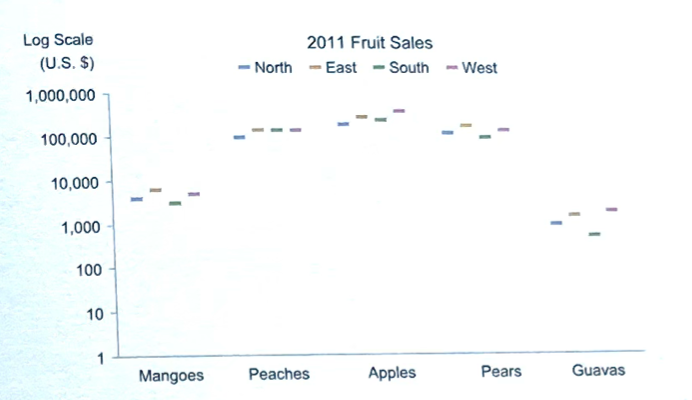 Log Scale
(U.S. $)
2011 Fruit Sales
North East South West
1,000,000
100,000
10,000
1,000
100
10
1
Mangoes Peaches Apples Pears Guavas